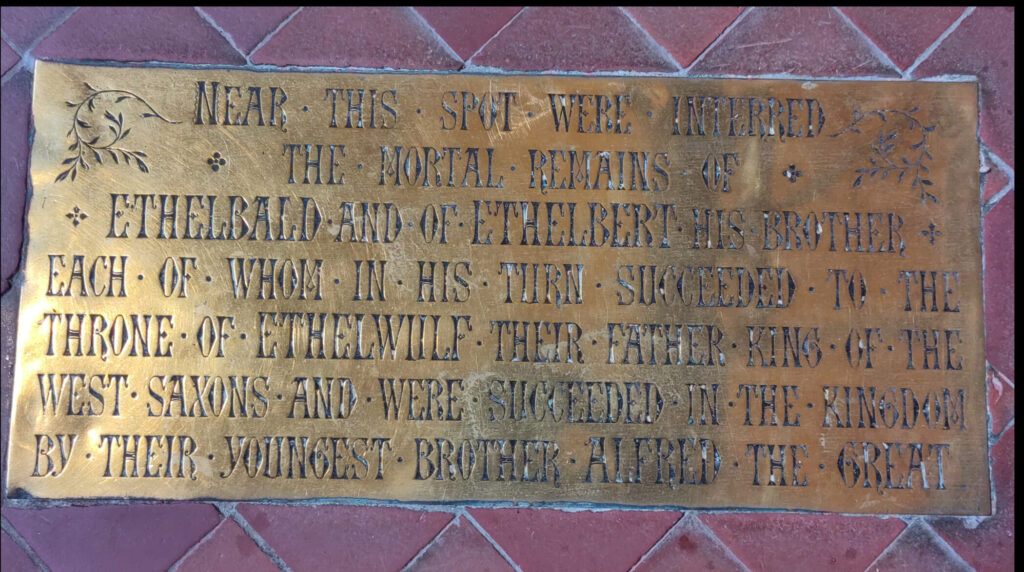 NEAR · THIS · SPOT · WERE · INTERRED
THE · MORTAL · REMAINS · OF
ETHELBALD · AND · OF · ETHELBERT · HIS · BROTHER
EACH · OF · WHOM · IN · HIS · TURN · SUCCEEDED · TO · THE
THRONE · OF · ETHELWULF · THEIR · FATHER · KING · OF · THE
WEST · SAXONS · AND · WERE · SUCCEEDED · IN · THE · KINGDOM
BY · THEIR · YOUNGEST · BROTHER · ALFRED · THE · GREAT